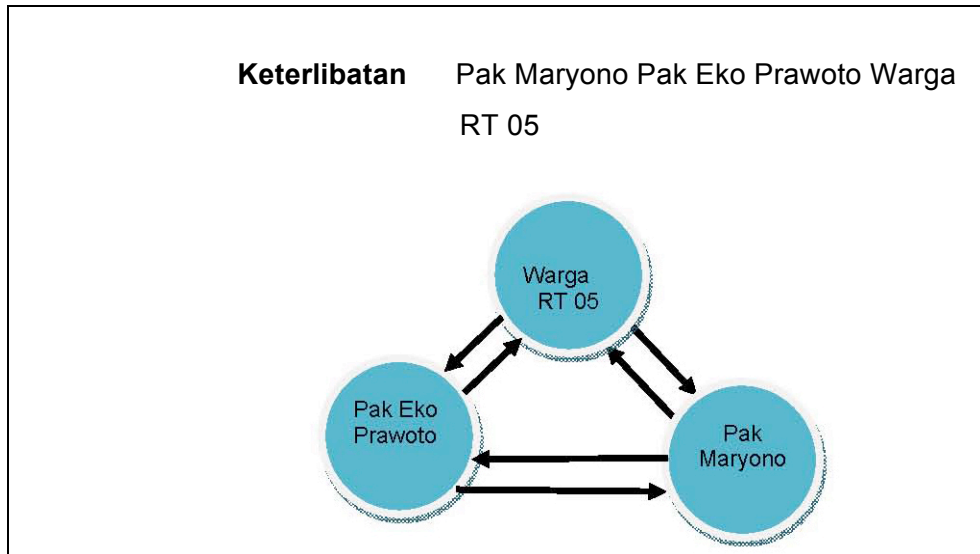 Keterlibatan Pak Maryono Pak Eko Prawoto Warga
RT 05
Warga
RT 05
Pak Eko
Prawoto
Pak
Maryono